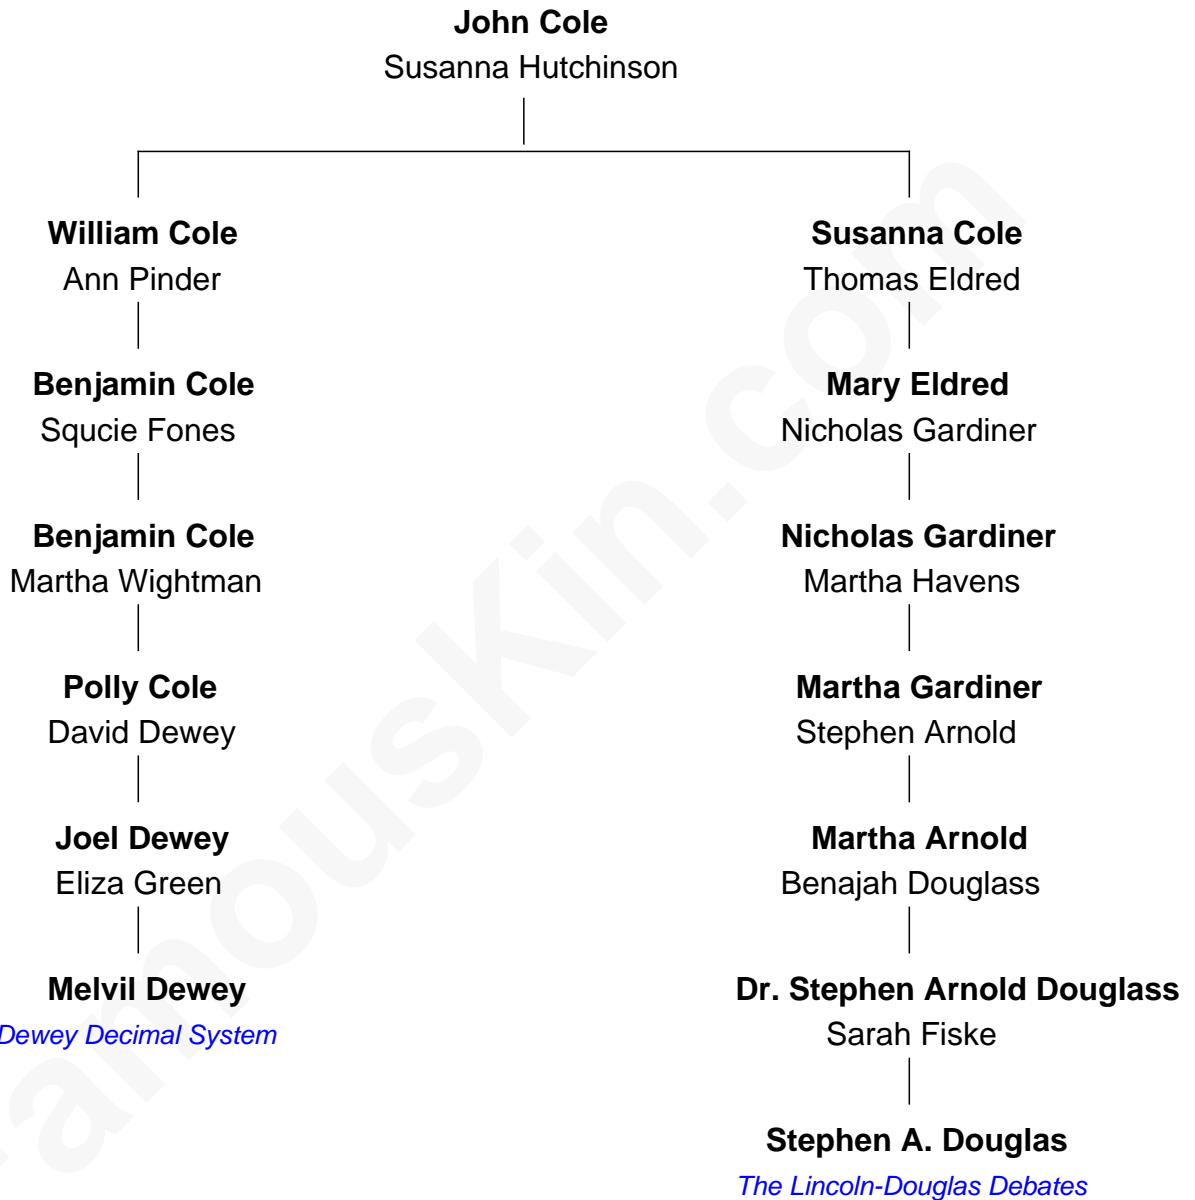 John Cole
Susanna Hutchinson
William Cole
Ann Pinder
Benjamin Cole
Squcie Fones
Benjamin Cole
Martha Wightman
Polly Cole
David Dewey
Joel Dewey
Eliza Green
Melvil Dewey
Dewey Decimal System
Susanna Cole
Thomas Eldred
Mary Eldred
Nicholas Gardiner
Nicholas Gardiner
Martha Havens
Martha Gardiner
Stephen Arnold
Martha Arnold
Benajah Douglass
Dr. Stephen Arnold Douglass
Sarah Fiske
Stephen A. Douglas
The Lincoln-Douglas Debates
famouskin.com